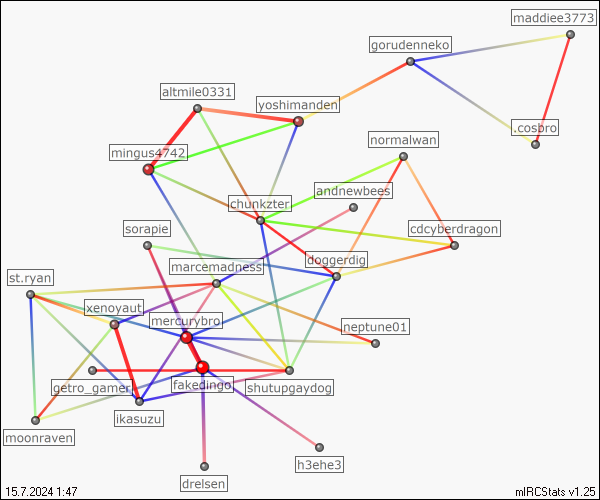 maddiee3773
gorudenneko
altmile0331
yoshimanden
.cosbro
normalwan
mingus4742
andnewbees
chunkzter
sorapie
cdcyberdragon
doggerdig
marcemadness
st.ryan
xenoyaut
mercurybro
neptune01
getro_gamer
fakedingo
shutupgaydog
ikasuzu
moonraven
h3ehe3
drelsen
15.7.2024 1:47
mIRCStats v1.25